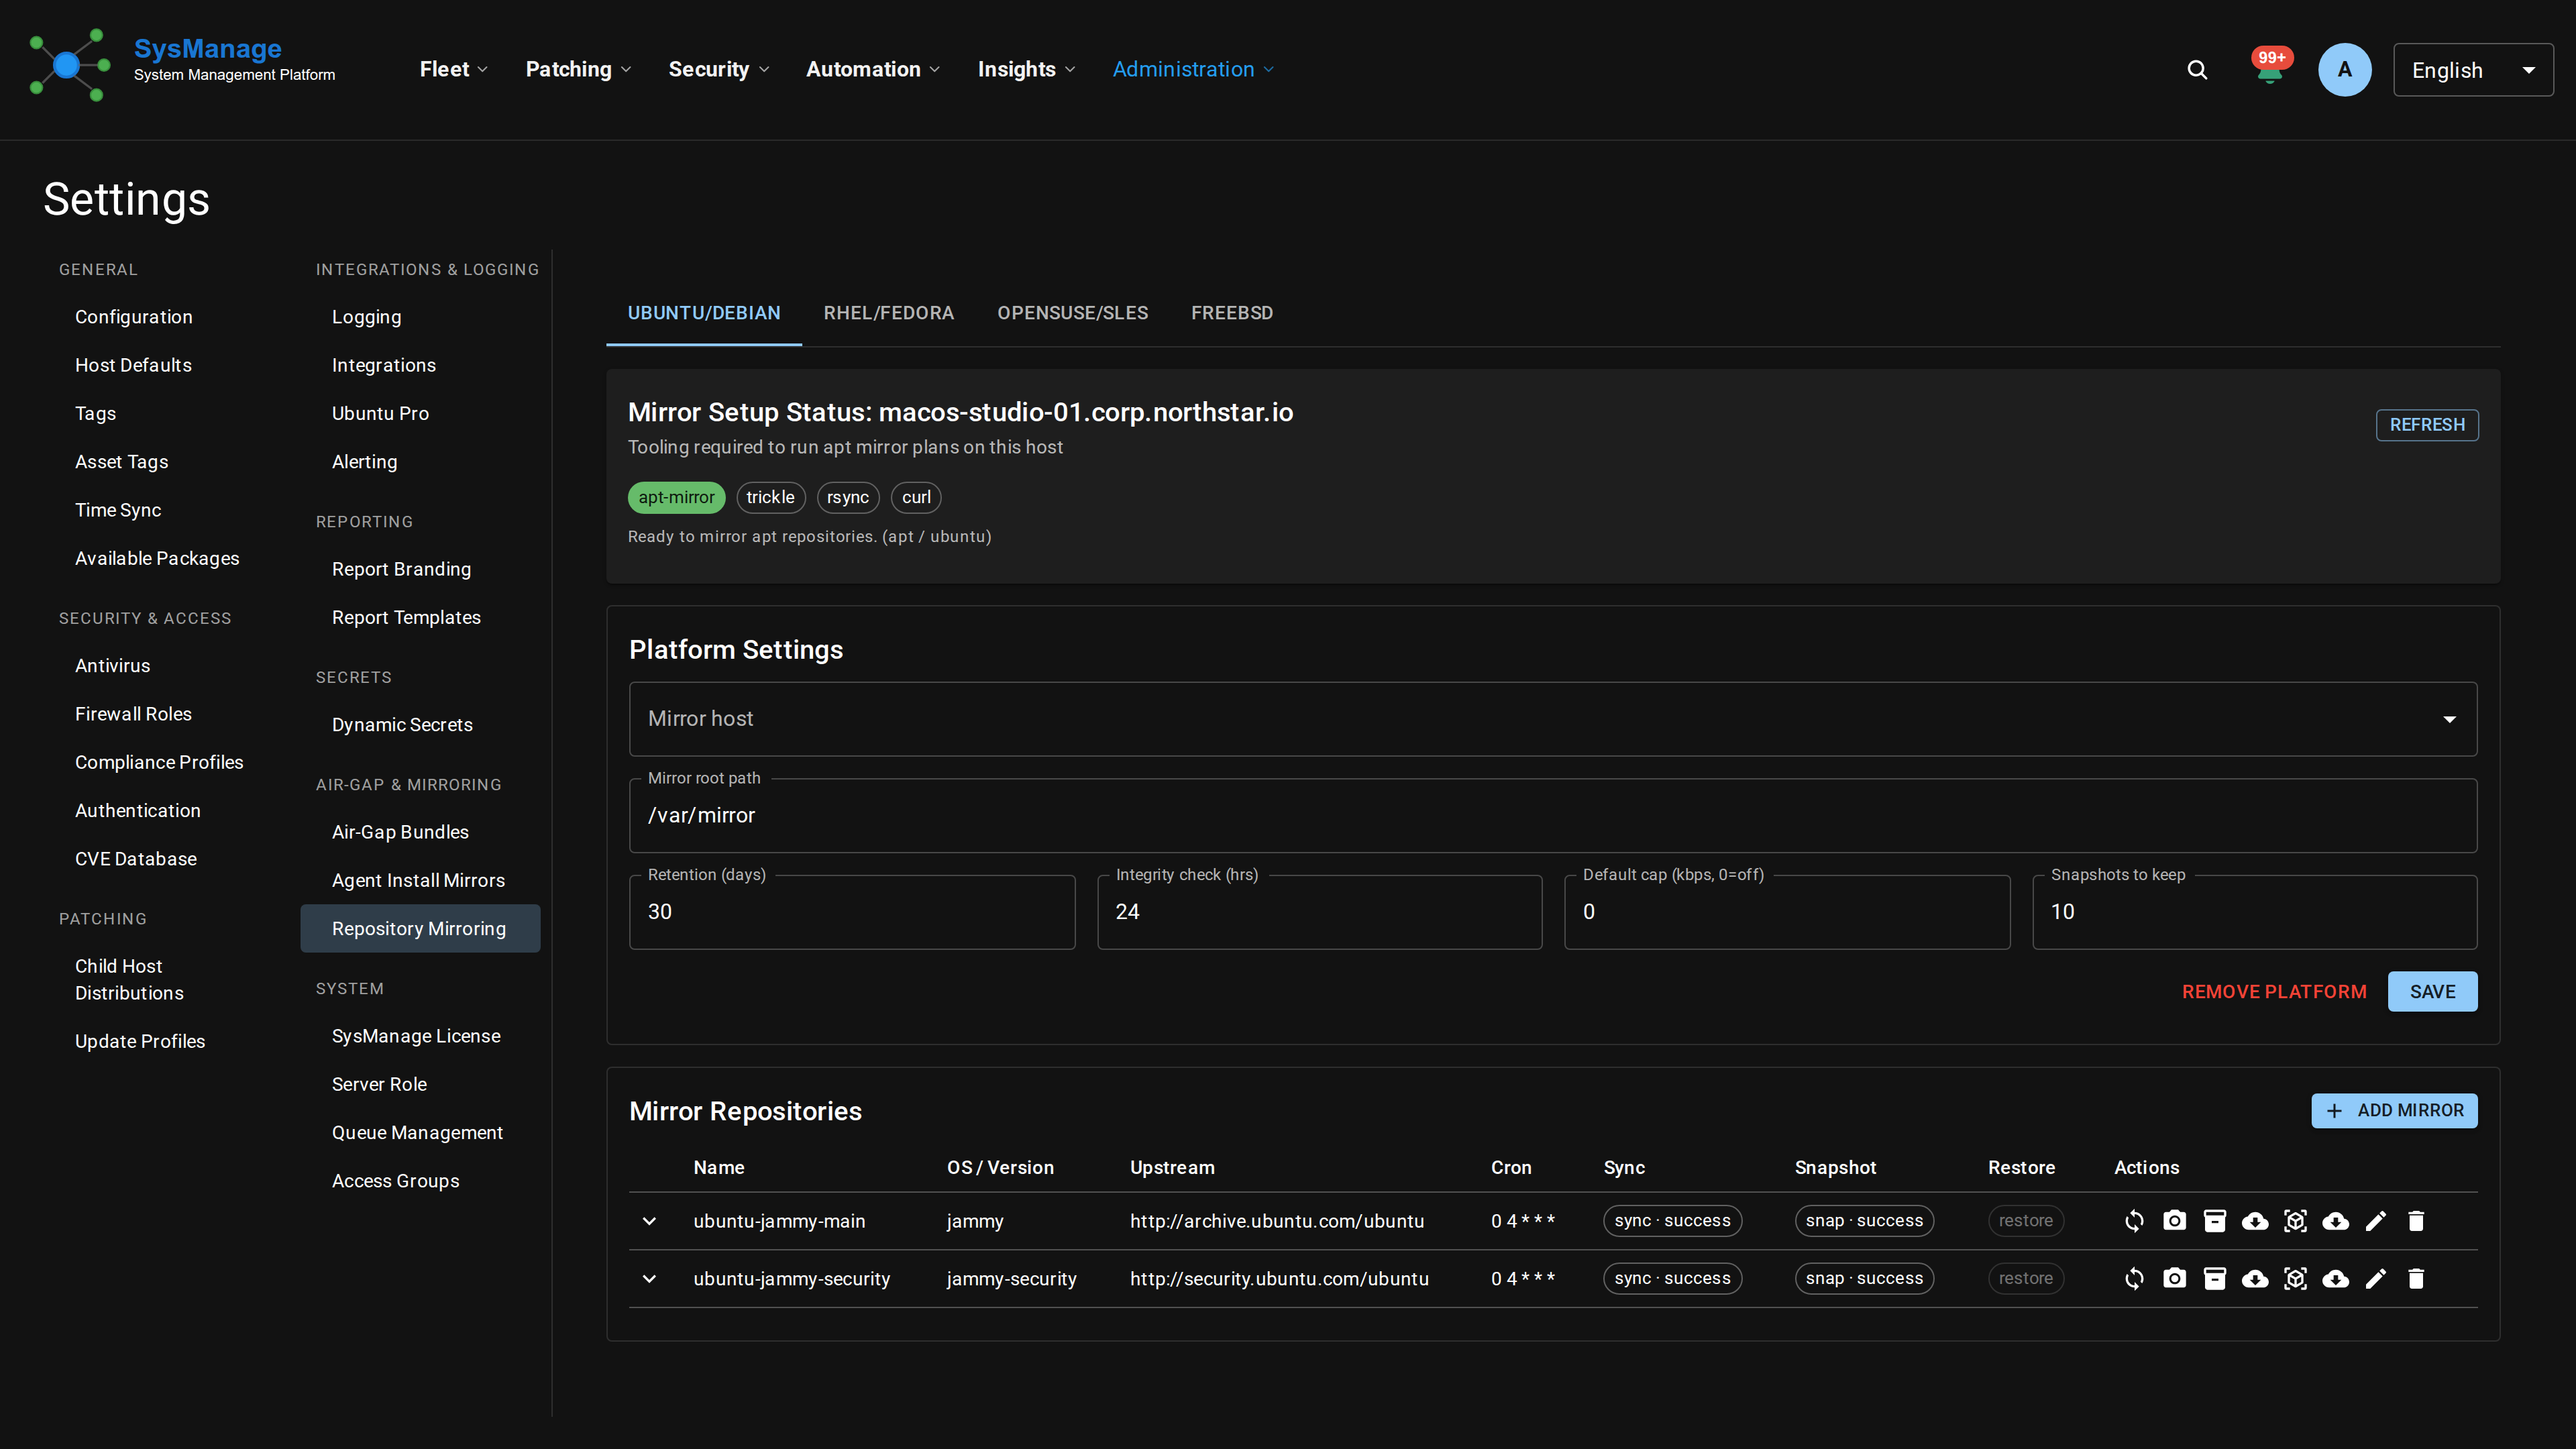 SysManage
System Management Platform
Fleet
Patching
Security
Automation
Insights
Administration
99+
A
English
Settings
GENERAL
Configuration
Host Defaults
Tags
Asset Tags
Time Sync
Available Packages
SECURITY & ACCESS
Antivirus
Firewall Roles
Compliance Profiles
Authentication
CVE Database
PATCHING
Child Host
Distributions
Update Profiles
INTEGRATIONS & LOGGING
Logging
Integrations
Ubuntu Pro
Alerting
REPORTING
Report Branding
Report Templates
SECRETS
Dynamic Secrets
AIR-GAP & MIRRORING
Air-Gap Bundles
Agent Install Mirrors
Repository Mirroring
SYSTEM
SysManage License
Server Role
Queue Management
Access Groups
UBUNTU/DEBIAN RHEL/FEDORA OPENSUSE/SLES FREEBSD
Mirror Setup Status: macos-studio-01.corp.northstar.io
REFRESH
Tooling required to run apt mirror plans on this host
apt-mirror trickle rsync curl
Ready to mirror apt repositories. (apt / ubuntu)
Platform Settings
Mirror host
Mirror root path
/var/mirror
Retention (days)
30
Integrity check (hrs)
24
Default cap (kbps, 0=off)
0
Snapshots to keep
10
REMOVE PLATFORM SAVE
Mirror Repositories
ADD MIRROR
Name OS / Version Upstream Cron Sync Snapshot Restore Actions
ubuntu-jammy-main jammy http://archive.ubuntu.com/ubuntu 0 4 * * * sync · success snap · success restore
ubuntu-jammy-security jammy-security http://security.ubuntu.com/ubuntu 0 4 * * * sync · success snap · success restore